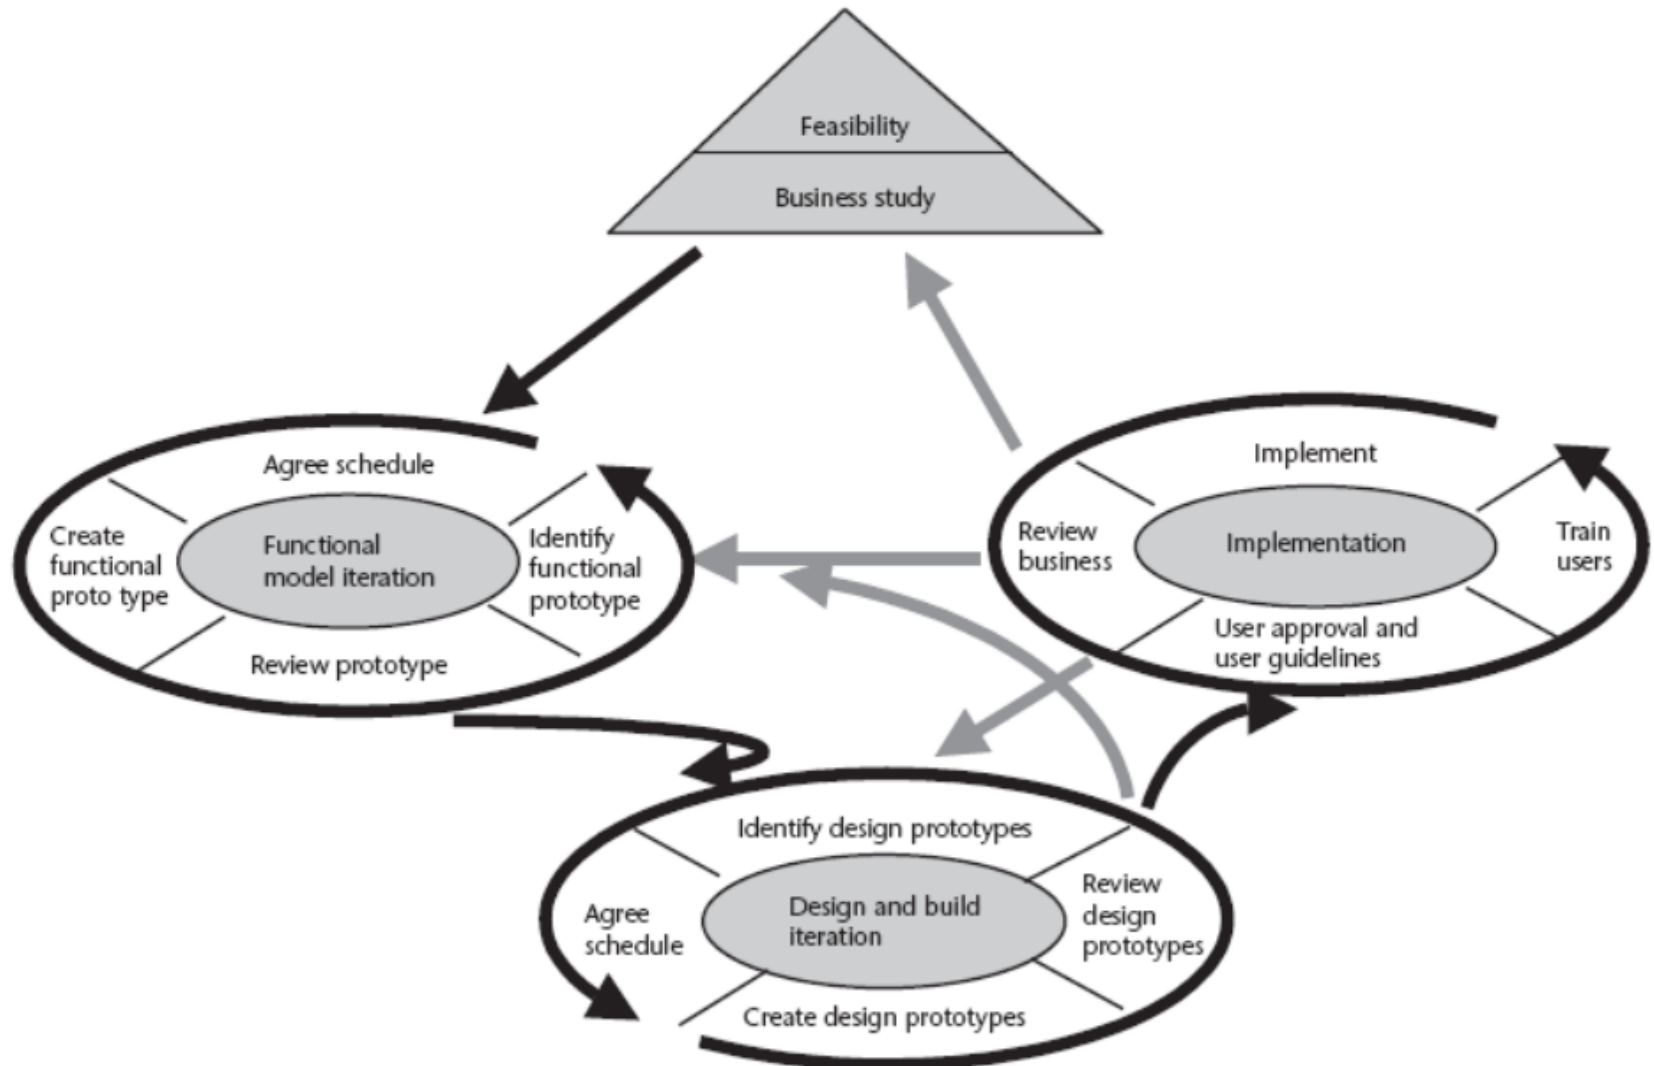 Feasibility
Business study
Agree schedule
Create
functional
proto type
Functional
model iteration
Identify
functional
prototype
Review prototype
Implement
Review
business
Implementation
Train
users
User approval and
user guidelines
Identify design prototypes
Agree
schedule
Design and build
iteration
Review
design
prototypes
Create design prototypes